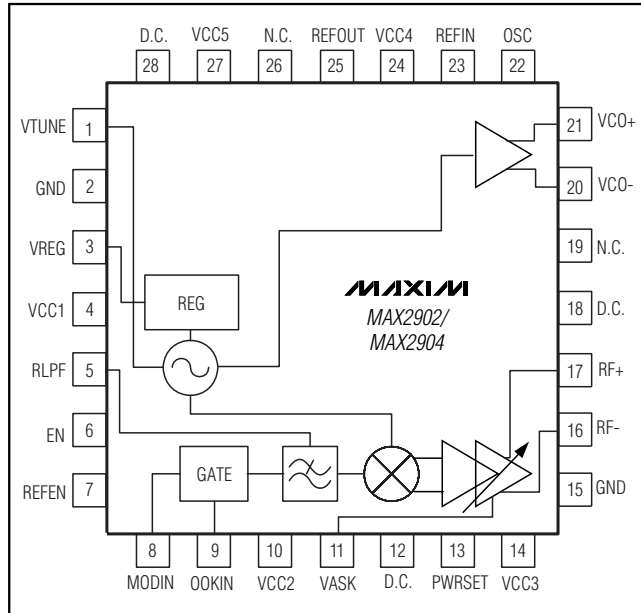 D.C. VCC5 N.C. REFOUT VCC4 REFIN OSC
28 27 26 25 24 23 22
VTUNE 1
GND 2
VREG 3
VCC1 4
RLPF 5
EN 6
REFEN 7
REG
GATE
MAXIM
MAX2902/
MAX2904
21 VCO+
20 VCO-
19 N.C.
18 D.C.
17 RF+
16 RF-
15 GND
8 9 10 11 12 13 14
MODIN OOKIN VCC2 VASK D.C. PWRSET VCC3